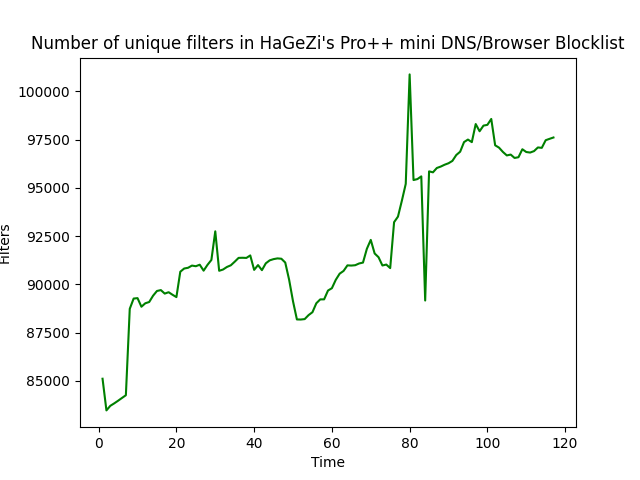 Number of unique filters in HaGeZi's Pro++ mini DNS/Browser Blocklist
100000
97500
95000
92500
90000
87500
85000
Filters
0 20 40 60 80 100 120
Time